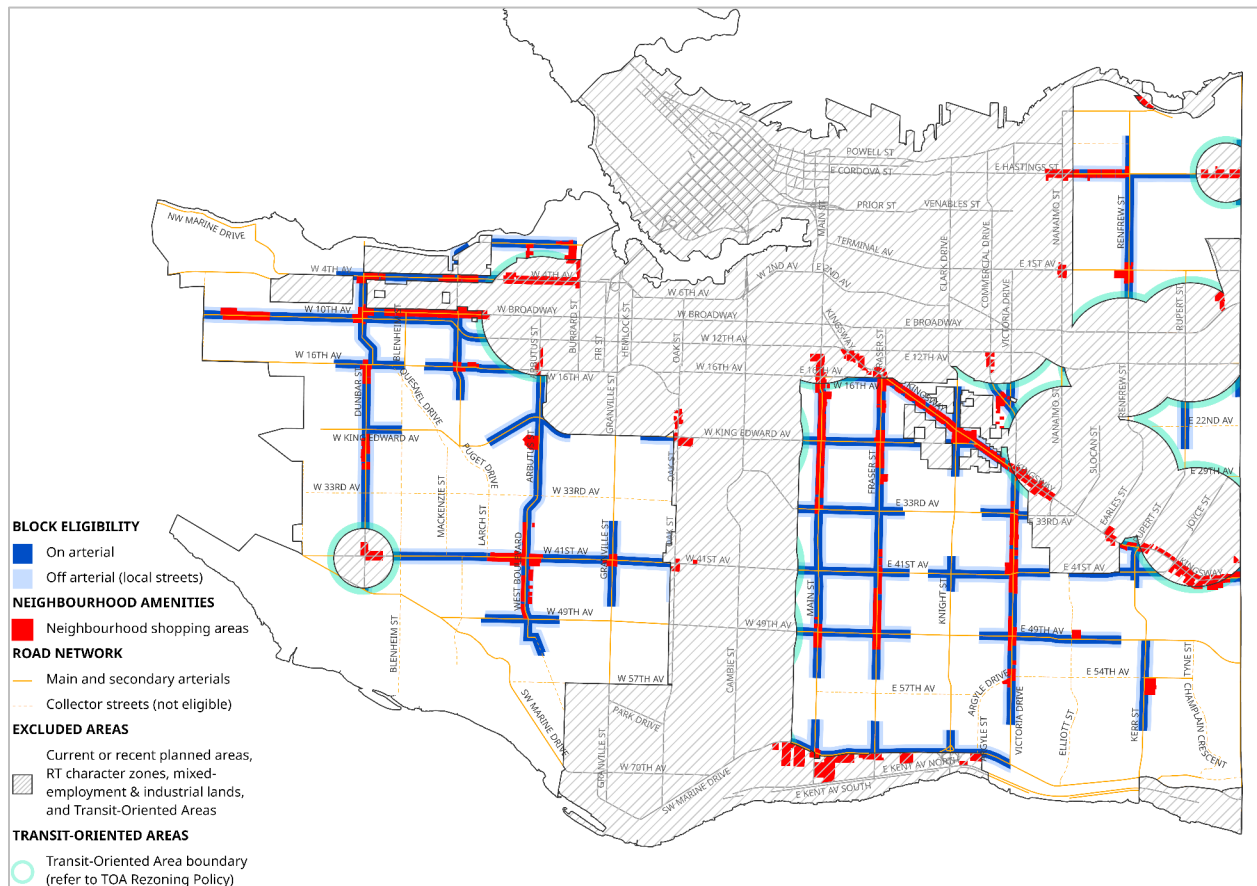 POWELL ST
E CORDOVA ST
E HASTINGS ST
MAIN ST
PRIOR ST
VENABLES ST
NANAIMO ST
RENFREW ST
NW MARINE DRIVE
TERMINAL AV
CLARK DRIVE
COMMERCIAL DRIVE
VICTORIA DRIVE
W 4TH AV
W 4TH AV
W 2ND AV
E 2ND AV
E 1ST AV
RUPERT ST
W 6TH AV
W 10TH AV
BLENHEIM ST
W BROADWAY
W BROADWAY
E BROADWAY
BURRARD ST
FIR ST
HEMLOCK ST
OAK ST
KINGSWAY
FRASER ST
W 12TH AV
E 12TH AV
W 16TH AV
W 16TH AV
W 16TH AV
W 16TH AV
DUNBAR ST
QUESNEL DRIVE
GRANVILLE ST
KINGSWAY
NANAIMO ST
RENFREW ST
E 22ND AV
W KING EDWARD AV
W KING EDWARD AV
PUGET DRIVE
OAK ST
SLOCAN ST
E 29TH AV
KINGSWAY
W 33RD AV
W 33RD AV
E 33RD AV
E 33RD AV
MACKENZIE ST
LARCH ST
FRASER ST
EARLES ST
JOYCE ST
W 41ST AV
W 41ST AV
E 41ST AV
E 41ST AV
KINGSWAY
WEST BOULEVARD
GRANVILLE ST
OAK ST
MAIN ST
KNIGHT ST
W 49TH AV
W 49TH AV
E 49TH AV
BLENHEIM ST
CAMBIE ST
W 57TH AV
E 57TH AV
E 54TH AV
TYNE ST
CHAMPLAIN CRESCENT
SW MARINE DRIVE
PARK DRIVE
ARGYLE DRIVE
VICTORIA DRIVE
ELLIOTT ST
KERR ST
W 70TH AV
GRANVILLE ST
SW MARINE DRIVE
E KENT AV NORTH
E KENT AV SOUTH
BLOCK ELIGIBILITY
On arterial
Off arterial (local streets)
NEIGHBOURHOOD AMENITIES
Neighbourhood shopping areas
ROAD NETWORK
Main and secondary arterials
Collector streets (not eligible)
EXCLUDED AREAS
Current or recent planned areas,
RT character zones, mixed-
employment & industrial lands,
and Transit-Oriented Areas
TRANSIT-ORIENTED AREAS
Transit-Oriented Area boundary
(refer to TOA Rezoning Policy)